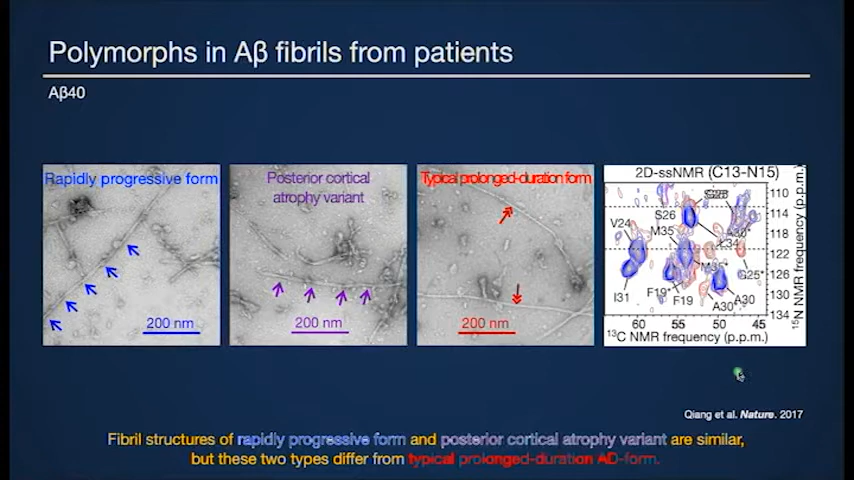 Polymorphs in Aβ fibrils from patients
Aβ40
Rapidly progressive form
200 nm
Posterior cortical
atrophy variant
200 nm
Typical prolonged-duration form
200 nm
2D-ssNMR (C13-N15)
V24
S26
M35
I31
F19*
F19
A30*
L34
G25*
A30
A30
110
114
118
122
126
130
134
60
55
50
45
15N NMR frequency (p.p.m.)
13C NMR frequency (p.p.m.)
Qiang et al. Nature. 2017
Fibril structures of rapidly progressive form and posterior cortical atrophy variant are similar,
but these two types differ from typical prolonged-duration AD-form.